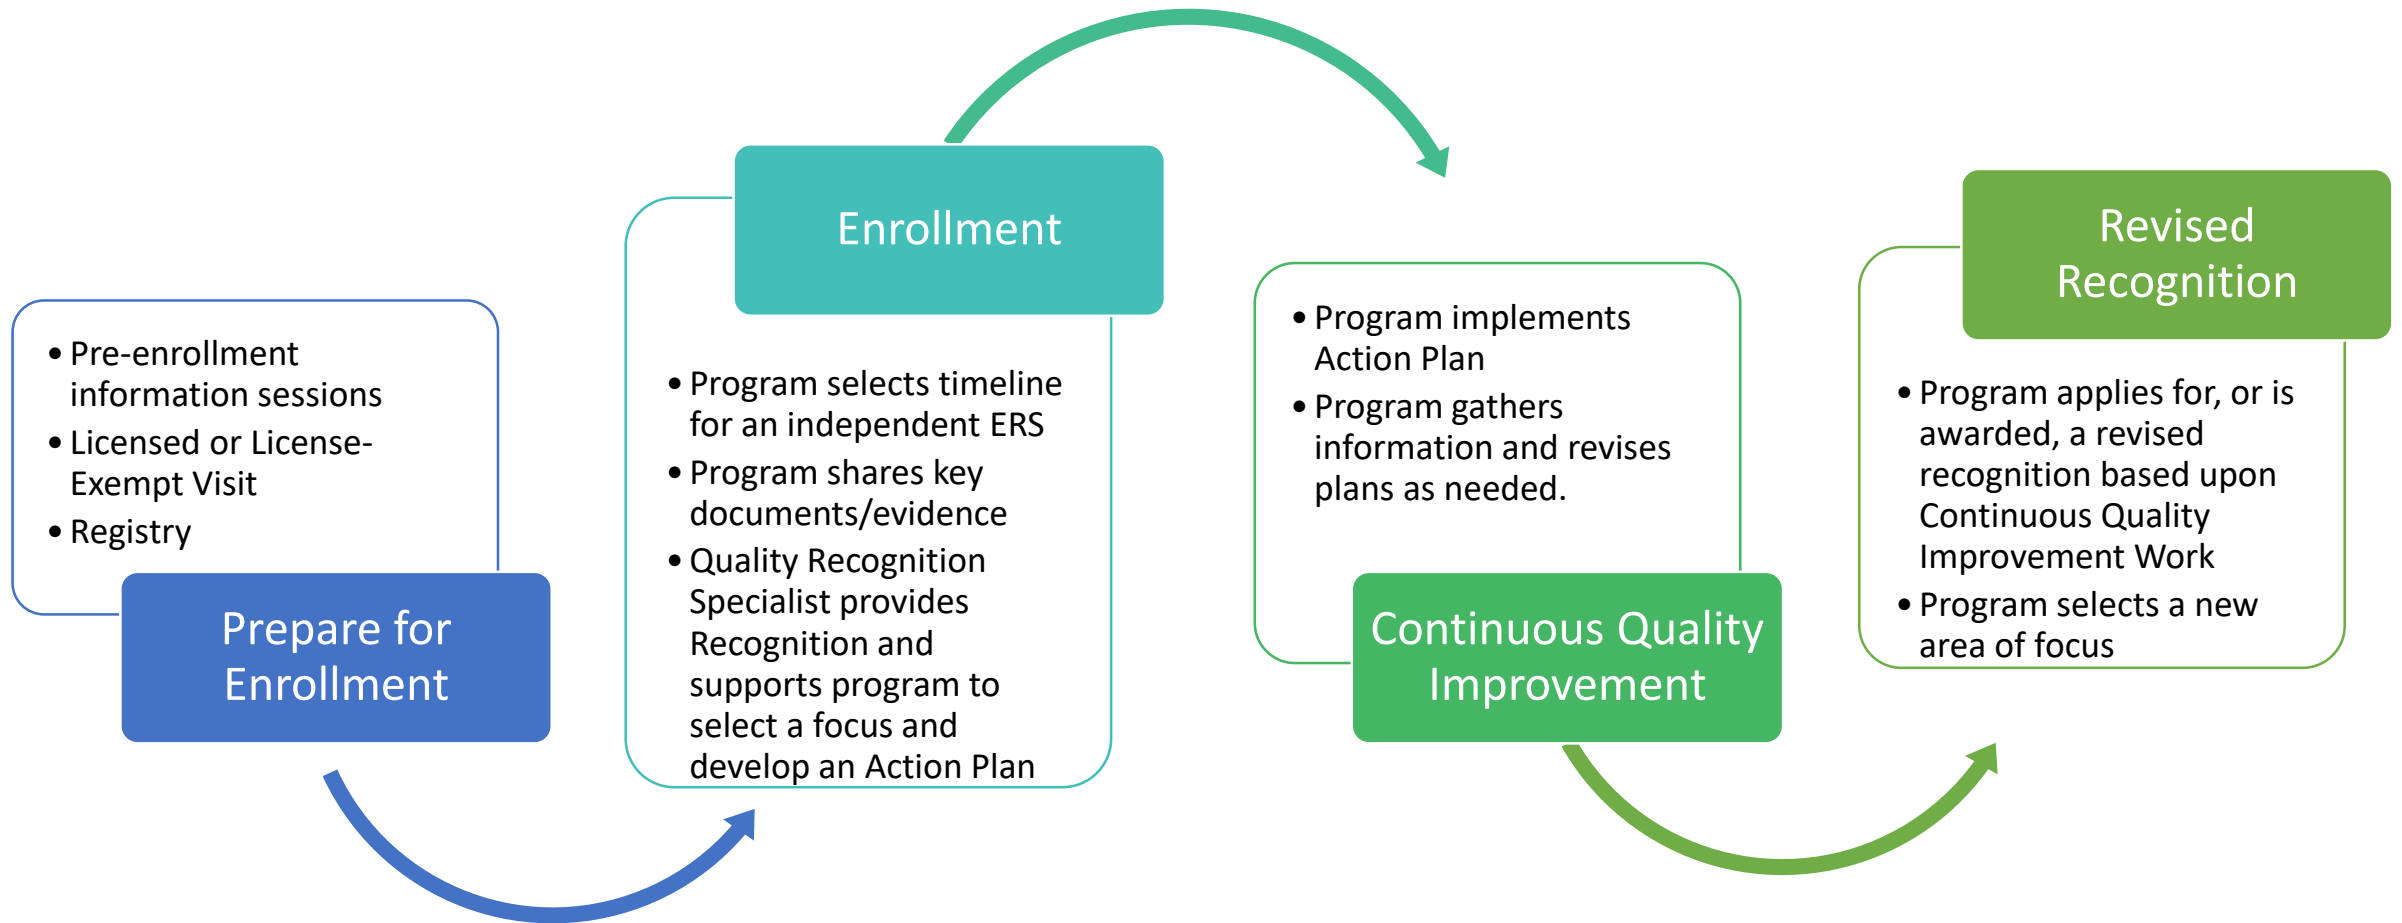 • Pre-enrollment
information sessions
• Licensed or License-
Exempt Visit
• Registry
Prepare for
Enrollment
Enrollment
• Program selects timeline
for an independent ERS
• Program shares key
documents/evidence
• Quality Recognition
Specialist provides
Recognition and
supports program to
select a focus and
develop an Action Plan
• Program implements
Action Plan
• Program gathers
information and revises
plans as needed.
Continuous Quality
Improvement
Revised
Recognition
• Program applies for, or is
awarded, a revised
recognition based upon
Continuous Quality
Improvement Work
• Program selects a new
area of focus